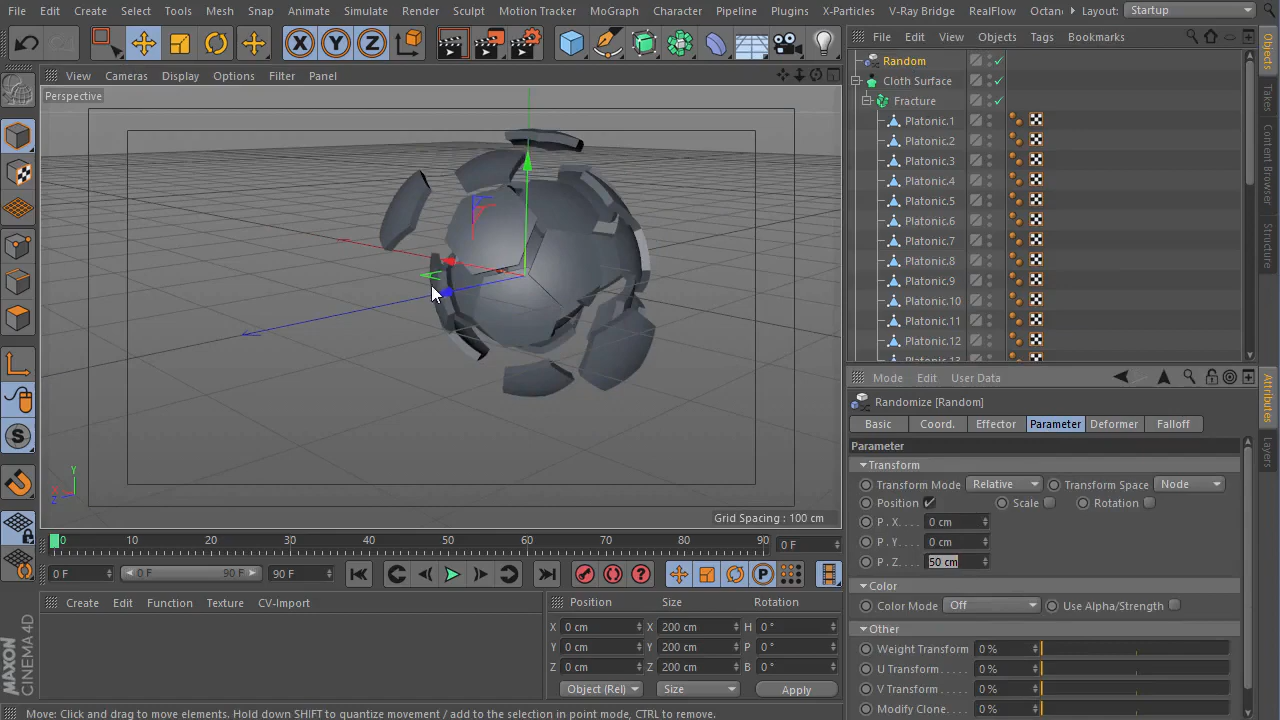 File Edit Create Select Tools Mesh Snap Animate Simulate Render Sculpt Motion Tracker MoGraph Character Pipeline Plugins X-Particles V-Ray Bridge RealFlow Octan Layout: Startup
File Edit View Objects Tags Bookmarks
View Cameras Display Options Filter Panel
Perspective
Random
Cloth Surface
Fracture
Platonic.1
Platonic.2
Platonic.3
Platonic.4
Platonic.5
Platonic.6
Platonic.7
Platonic.8
Platonic.9
Platonic.10
Platonic.11
Platonic.12
Objects
Takes
Content Browser
Structure
Mode Edit User Data
Randomize [Random]
Basic Coord. Effector Parameter Deformer Falloff
Parameter
Transform
Transform Mode Relative Transform Space Node
Position Scale Rotation
P . X. . . . 0 cm
P . Y. . . . 0 cm
P . Z. . . . 50 cm
Color
Color Mode Off Use Alpha/Strength
Other
Weight Transform 0 %
U Transform . . . . . 0 %
V Transform . . . . . 0 %
Modify Clone. . . . 0 %
Attributes
Layers
Y
X
Z
Grid Spacing : 100 cm
0 10 20 30 40 50 60 70 80 90 0 F
0 F 0 F 90 F 90 F
Create Edit Function Texture CV-Import
Position Size Rotation
X 0 cm X 200 cm H 0 °
Y 0 cm Y 200 cm P 0 °
Z 0 cm Z 200 cm B 0 °
Object (Rel) Size Apply
MAXON
CINEMA 4D
Move: Click and drag to move elements. Hold down SHIFT to quantize movement / add to the selection in point mode, CTRL to remove.